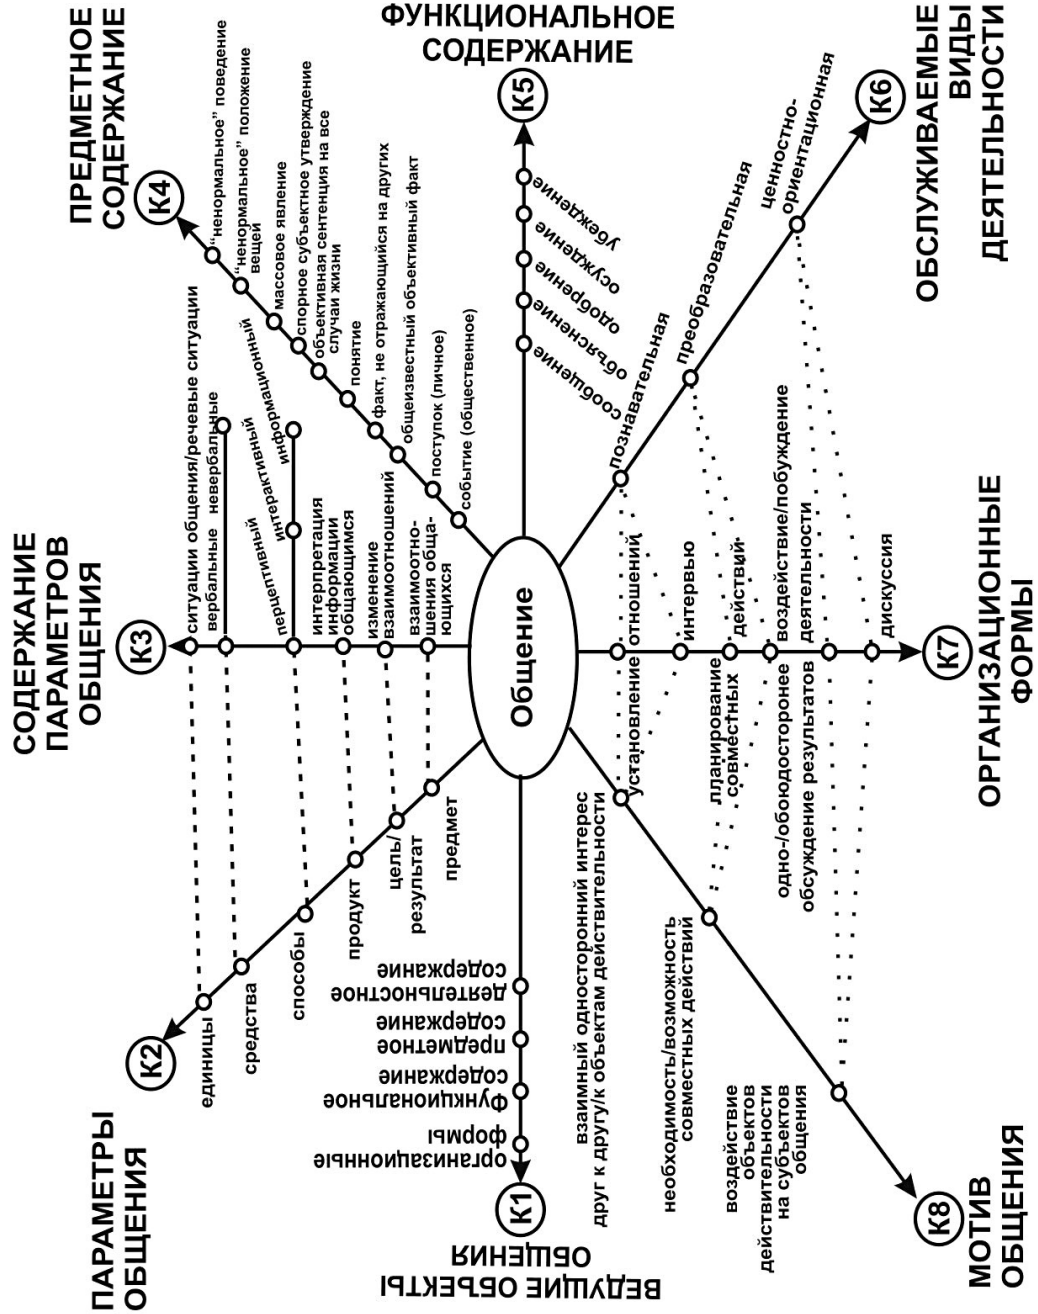 ПРЕДМЕТНОЕ
СОДЕРЖАНИЕ
К4
"ненормальное" поведение
"ненормальное" положение
вещей
массовое явление
спорное субъектное утверждение
объективная сентенция на все
случаи жизни
понятие
факт, не отражающийся на других
общеизвестный объективный факт
поступок (личное)
событие (общественное)
ФУНКЦИОНАЛЬНОЕ
СОДЕРЖАНИЕ
К5
убеждение
осуждение
одобрение
объяснение
сообщение
ОБСЛУЖИВАЕМЫЕ
ВИДЫ
ДЕЯТЕЛЬНОСТИ
К6
ценностно-
ориентационная
преобразовательная
познавательная
СОДЕРЖАНИЕ
ПАРАМЕТРОВ
ОБЩЕНИЯ
К3
ситуации общения/речевые ситуации
вербальные невербальные
перцептивный
интерактивный
информационный
интерпретация
информации
общающимся
изменение
взаимоотношений
взаимоотно-
шения обща-
ющихся
Общение
ОРГАНИЗАЦИОННЫЕ
ФОРМЫ
К7
установление отношений
интервью
планирование
совместных действий
одно-/обоюдосторонее воздействие/побуждение
обсуждение результатов деятельности
дискуссия
ПАРАМЕТРЫ
ОБЩЕНИЯ
К2
единицы
средства
способы
продукт
цель/
результат
предмет
ВЕДУЩИЕ ОБЪЕКТЫ
ОБЩЕНИЯ
К1
организационные
формы
функциональное
содержание
предметное
содержание
деятельностное
содержание
МОТИВ
ОБЩЕНИЯ
К8
взаимный односторонний интерес
друг к другу/к объектам действительности
необходимость/возможность
совместных действий
воздействие
объектов
действительности
на субъектов
общения